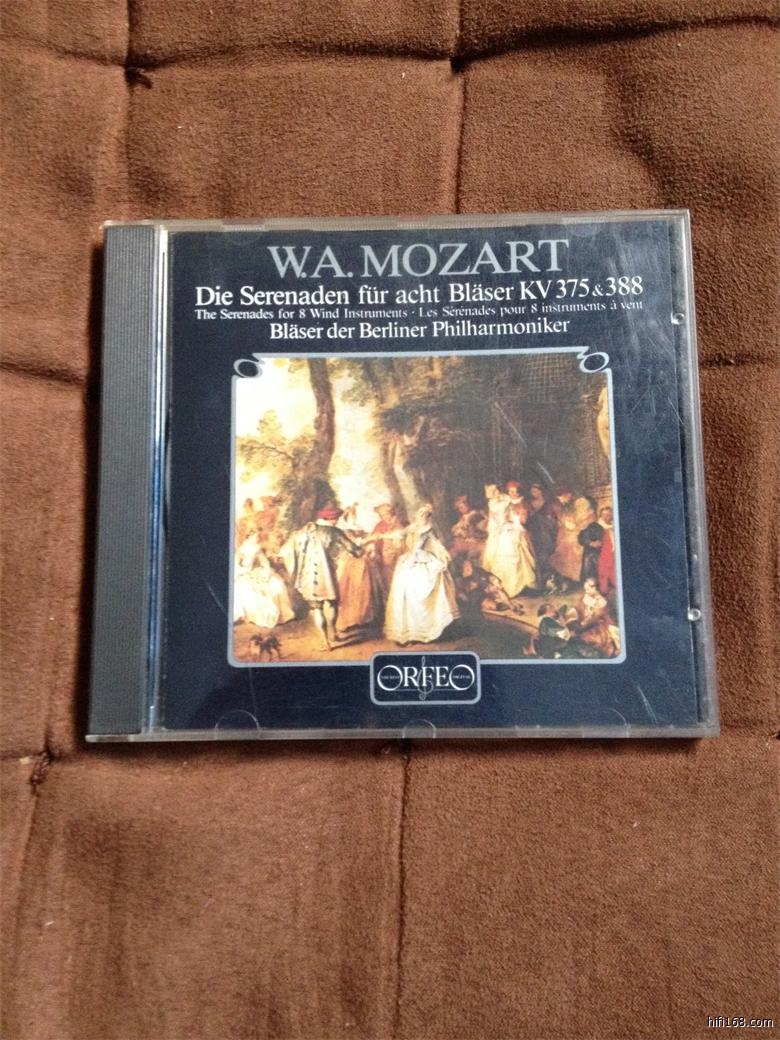 W.A. MOZART
Die Serenaden für acht Bläser KV 375 & 388
The Serenades for 8 Wind Instruments · Les Sérénades pour 8 instruments à vent
Bläser der Berliner Philharmoniker
ORFEO
hifi168.com